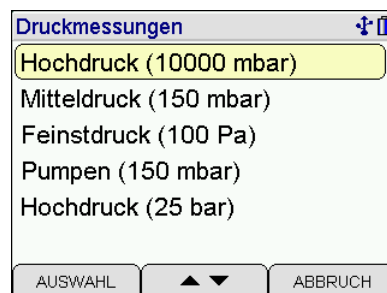 Druckmessungen
Hochdruck (10000 mbar)
Mitteldruck (150 mbar)
Feinstdruck (100 Pa)
Pumpen (150 mbar)
Hochdruck (25 bar)
AUSWAHL ▲ ▼ ABBRUCH